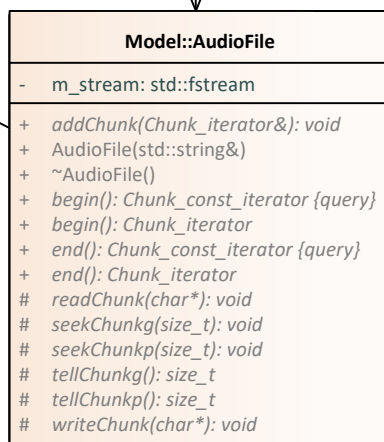 Model::AudioFile
- m_stream: std::fstream
+ addChunk(Chunk_iterator&): void
+ AudioFile(std::string&)
+ ~AudioFile()
+ begin(): Chunk_const_iterator {query}
+ begin(): Chunk_iterator
+ end(): Chunk_const_iterator {query}
+ end(): Chunk_iterator
# readChunk(char*): void
# seekChunkg(size_t): void
# seekChunkp(size_t): void
# tellChunkg(): size_t
# tellChunkp(): size_t
# writeChunk(char*): void